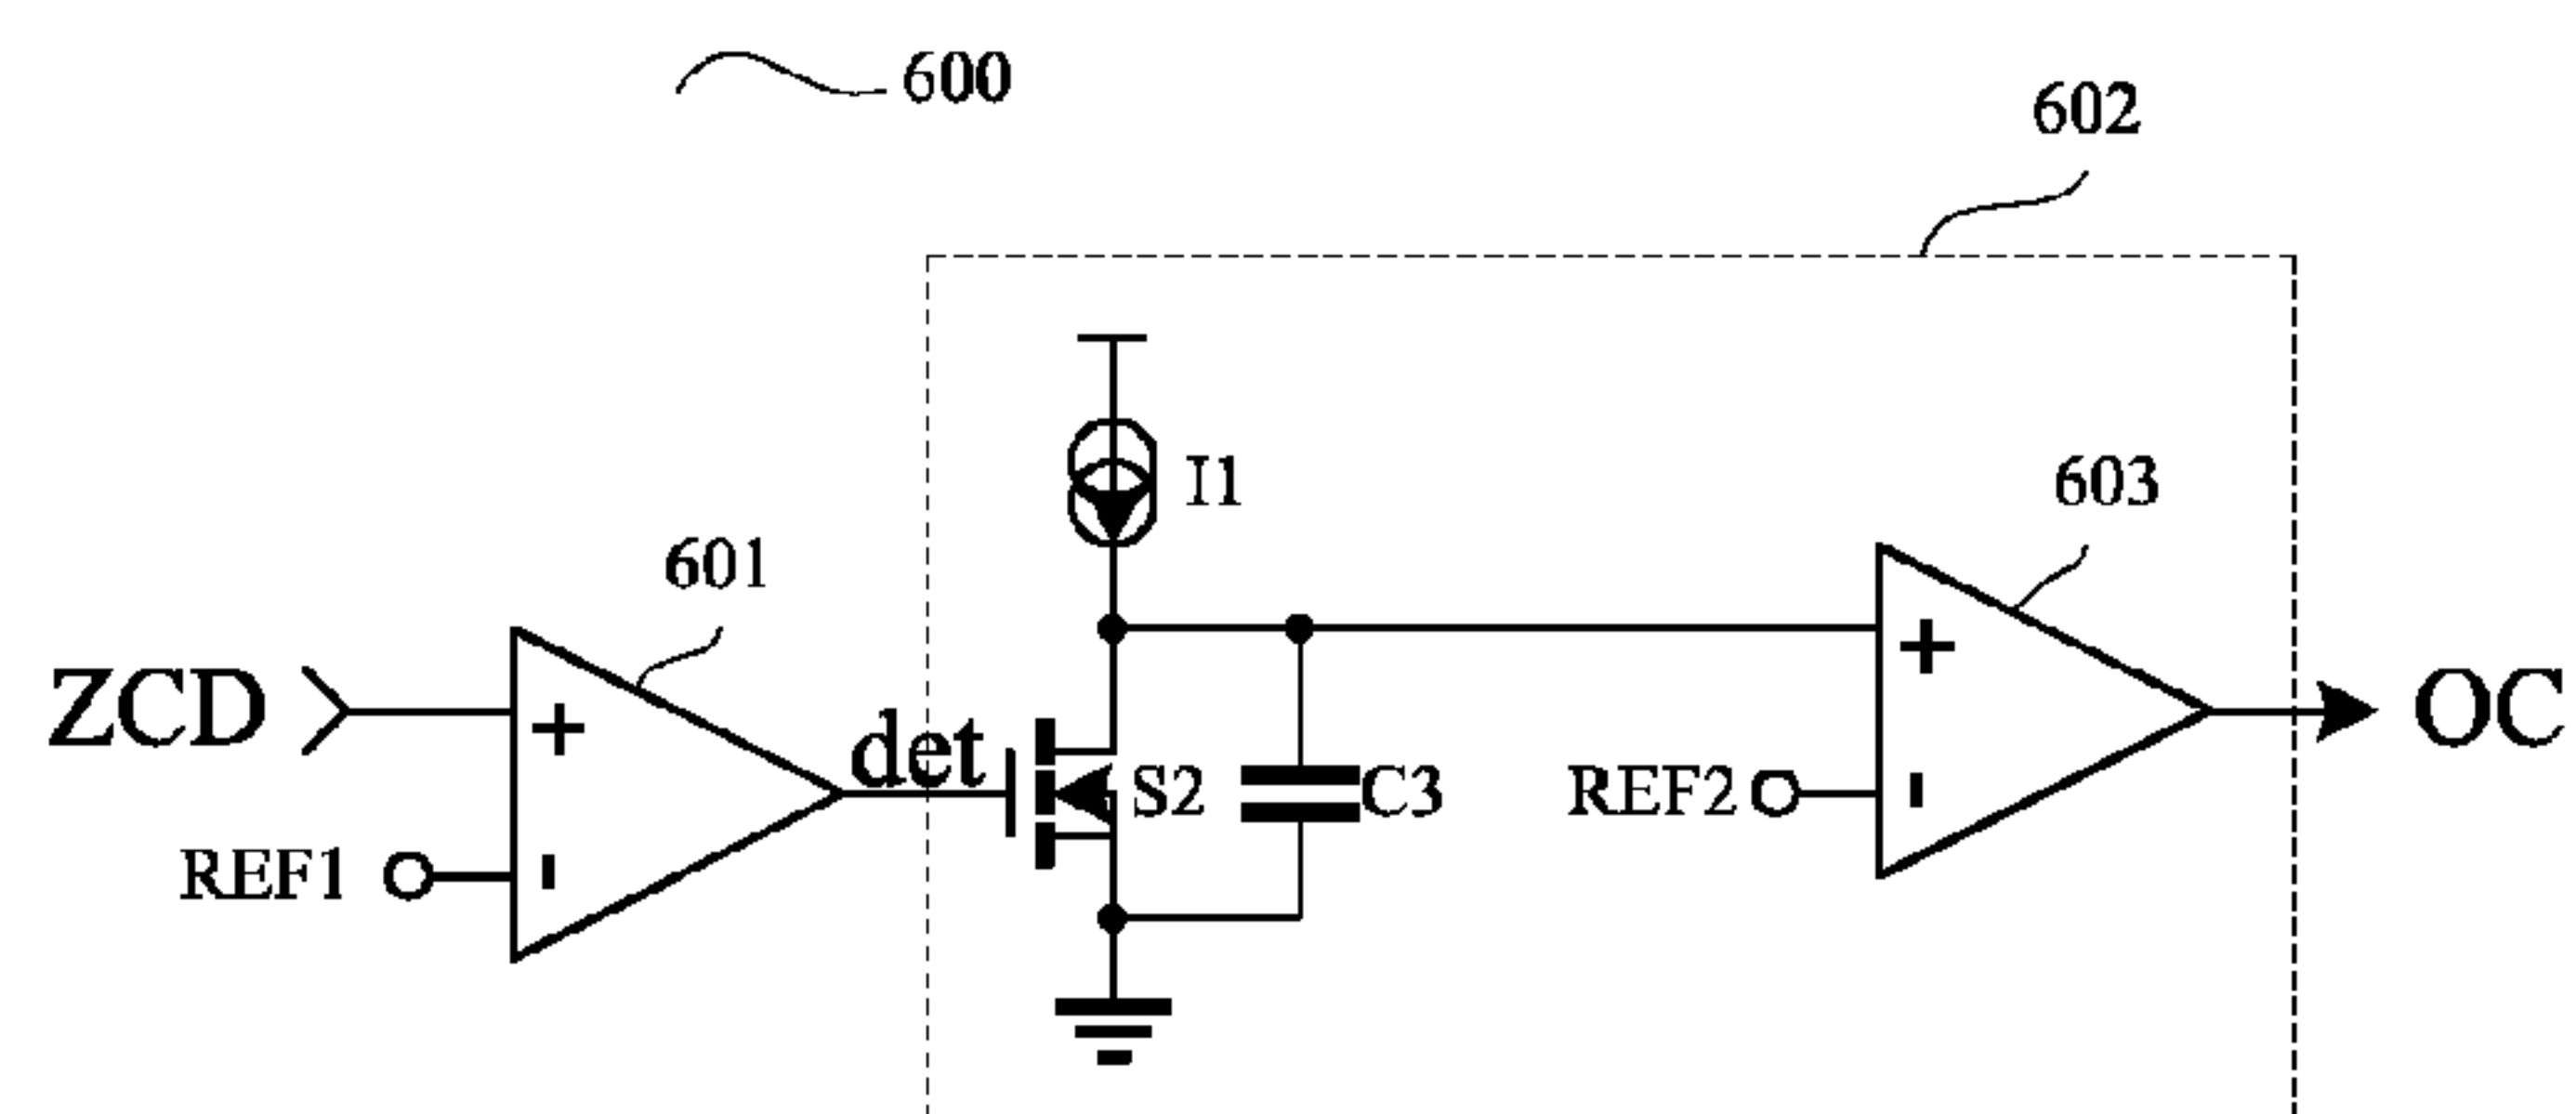 600
602
I1
603
601
ZCD
+
det
S2
C3
+
REF2
-
OC
REF1
-